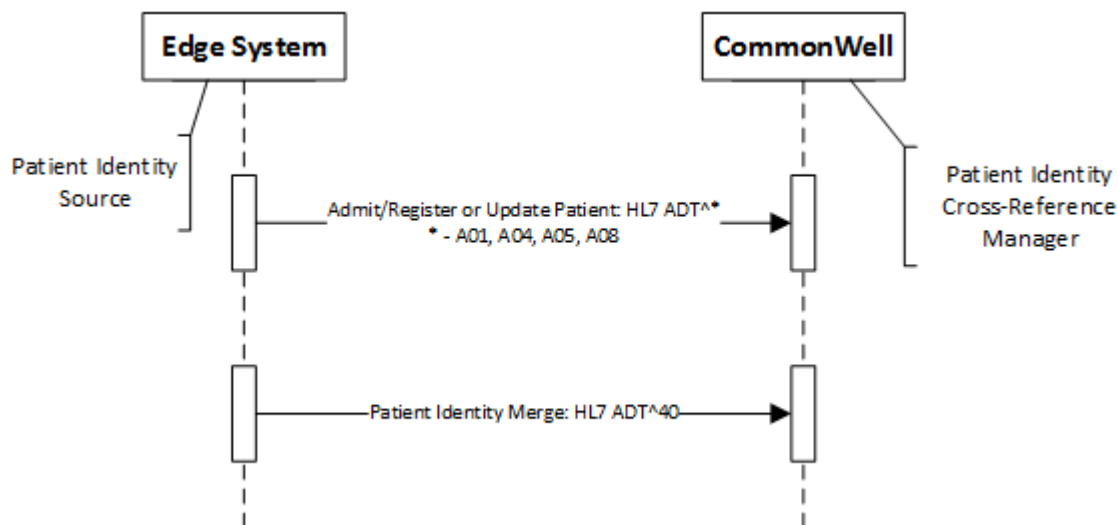 Edge System
CommonWell
Patient Identity
Source
Patient Identity
Cross-Reference
Manager
Admit/Register or Update Patient: HL7 ADT^*
* - A01, A04, A05, A08
Patient Identity Merge: HL7 ADT^40